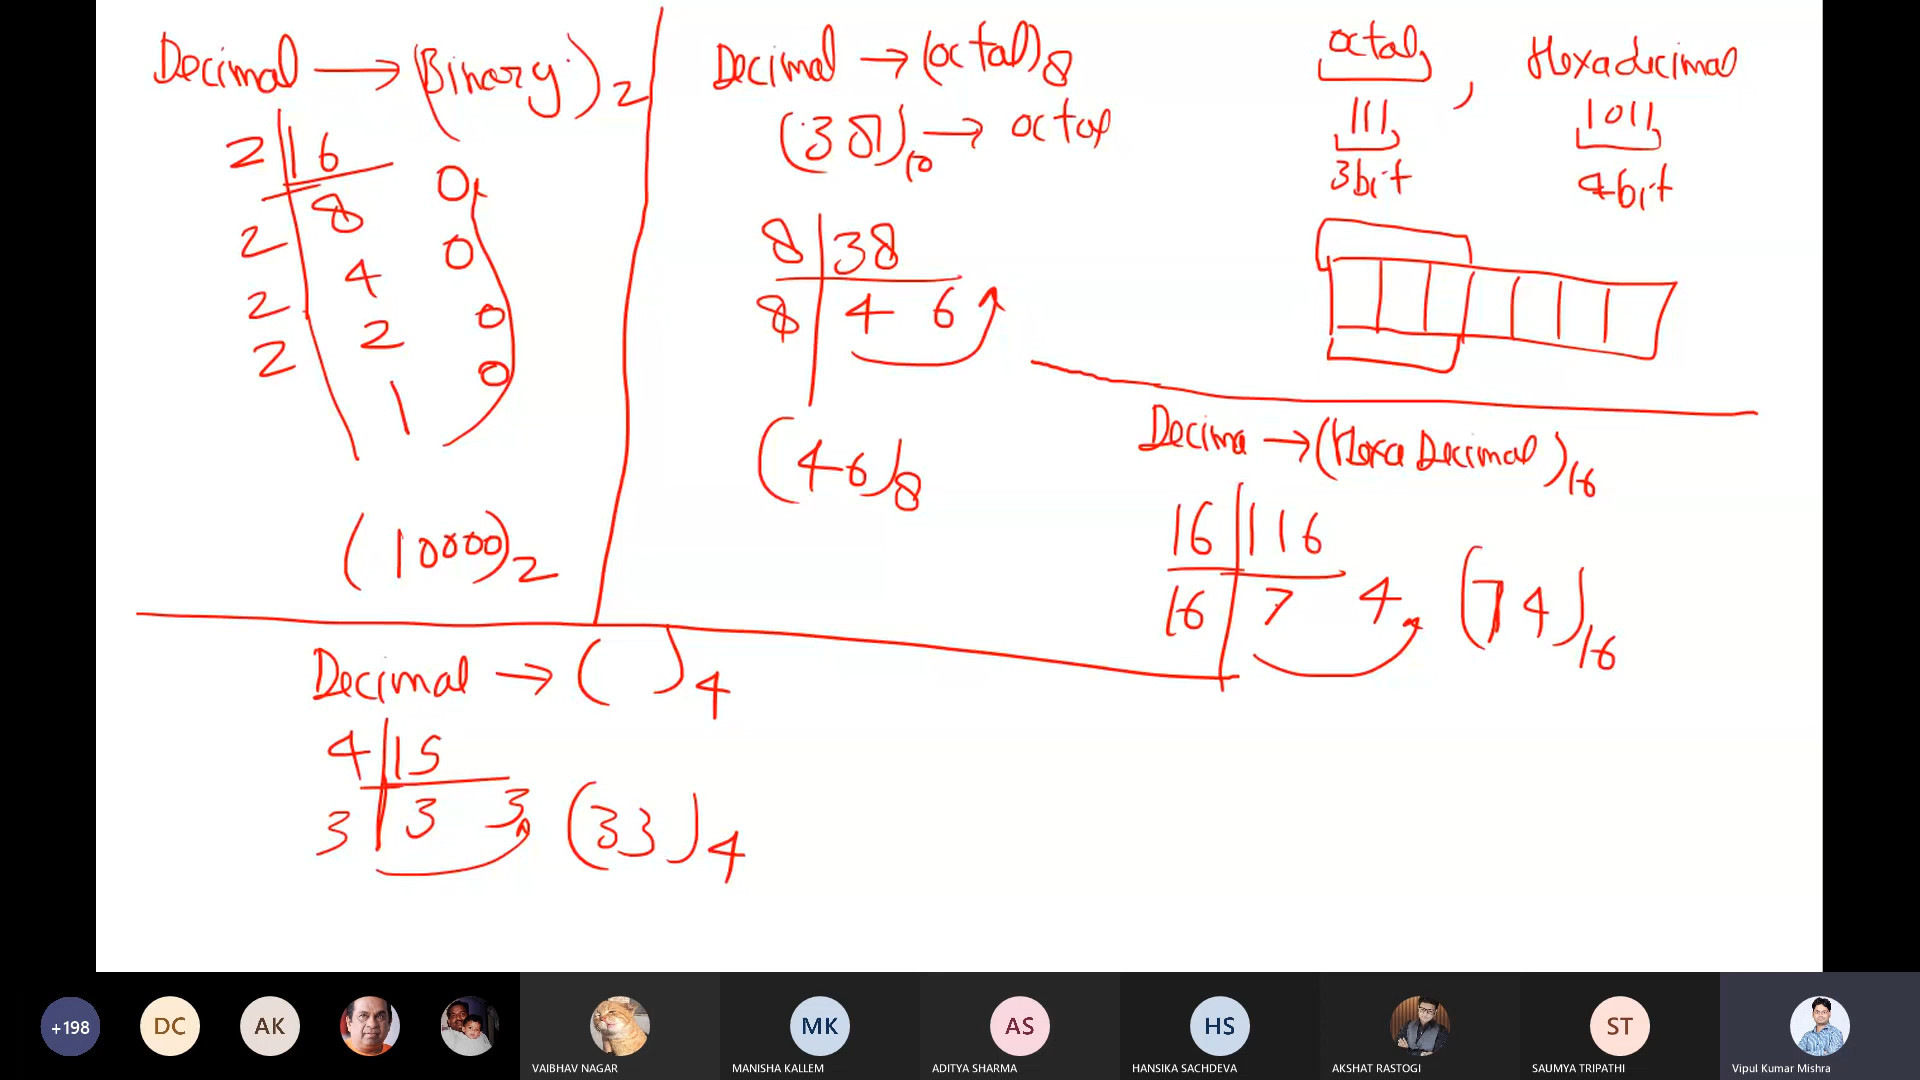 Decimal → (Binary)2
2 16
2 8 0
2 4 0
2 2 0
1 0
(10000)2
Decimal → (octal)8
(38)10 → octal
8 38
8 4 6
(46)8
octal, Hexadecimal
111 1011
3bit 4bit
Decima → (HexaDecimal)16
16 116
16 7 4 (74)16
Decimal → ( )4
4 15
3 3 3 (33)4
+198
DC
AK
VAIBHAV NAGAR
MK
MANISHA KALLEM
AS
ADITYA SHARMA
HS
HANSIKA SACHDEVA
AKSHAT RASTOGI
ST
SAUMYA TRIPATHI
Vipul Kumar Mishra